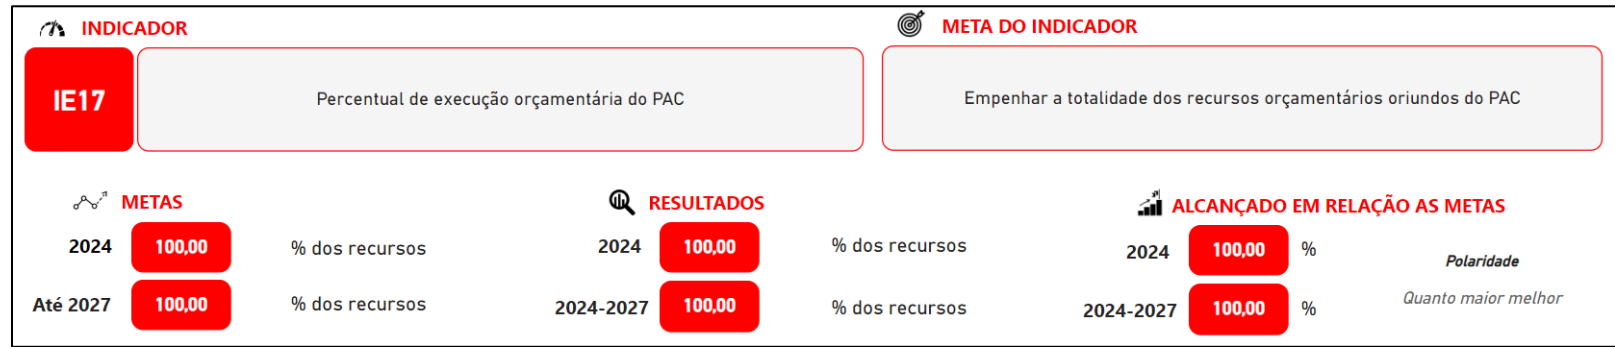 INDICADOR
META DO INDICADOR
IE17
Percentual de execução orçamentária do PAC
Empenhar a totalidade dos recursos orçamentários oriundos do PAC
METAS
2024 100,00 % dos recursos
Até 2027 100,00 % dos recursos
RESULTADOS
2024 100,00 % dos recursos
2024-2027 100,00 % dos recursos
ALCANÇADO EM RELAÇÃO AS METAS
2024 100,00 %
2024-2027 100,00 %
Polaridade
Quanto maior melhor